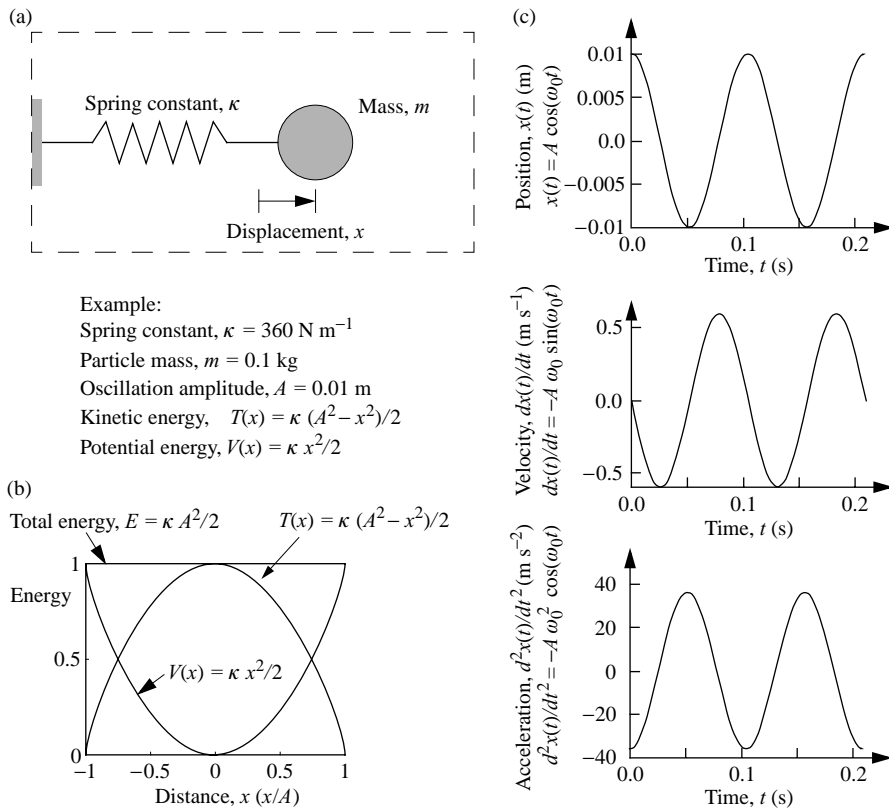 (a)
Spring constant, κ
Mass, m
Displacement, x
Example:
Spring constant, κ = 360 N m⁻¹
Particle mass, m = 0.1 kg
Oscillation amplitude, A = 0.01 m
Kinetic energy, T(x) = κ (A² − x²)/2
Potential energy, V(x) = κ x²/2
(b)
Total energy, E = κ A²/2
T(x) = κ (A² − x²)/2
1
Energy
0.5
V(x) = κ x²/2
0
−1 −0.5 0 0.5 1
Distance, x (x/A)
(c)
Position, x(t) (m)
x(t) = A cos(ω₀t)
0.01
0.005
0.0
−0.005
−0.01
0.0 0.1 0.2
Time, t (s)
Velocity, dx(t)/dt (m s⁻¹)
dx(t)/dt = −A ω₀ sin(ω₀t)
0.5
0.0
−0.5
0.0 0.1 0.2
Time, t (s)
Acceleration, d²x(t)/dt² (m s⁻²)
d²x(t)/dt² = −A ω₀² cos(ω₀t)
40
20
0
−20
−40
0.0 0.1 0.2
Time, t (s)